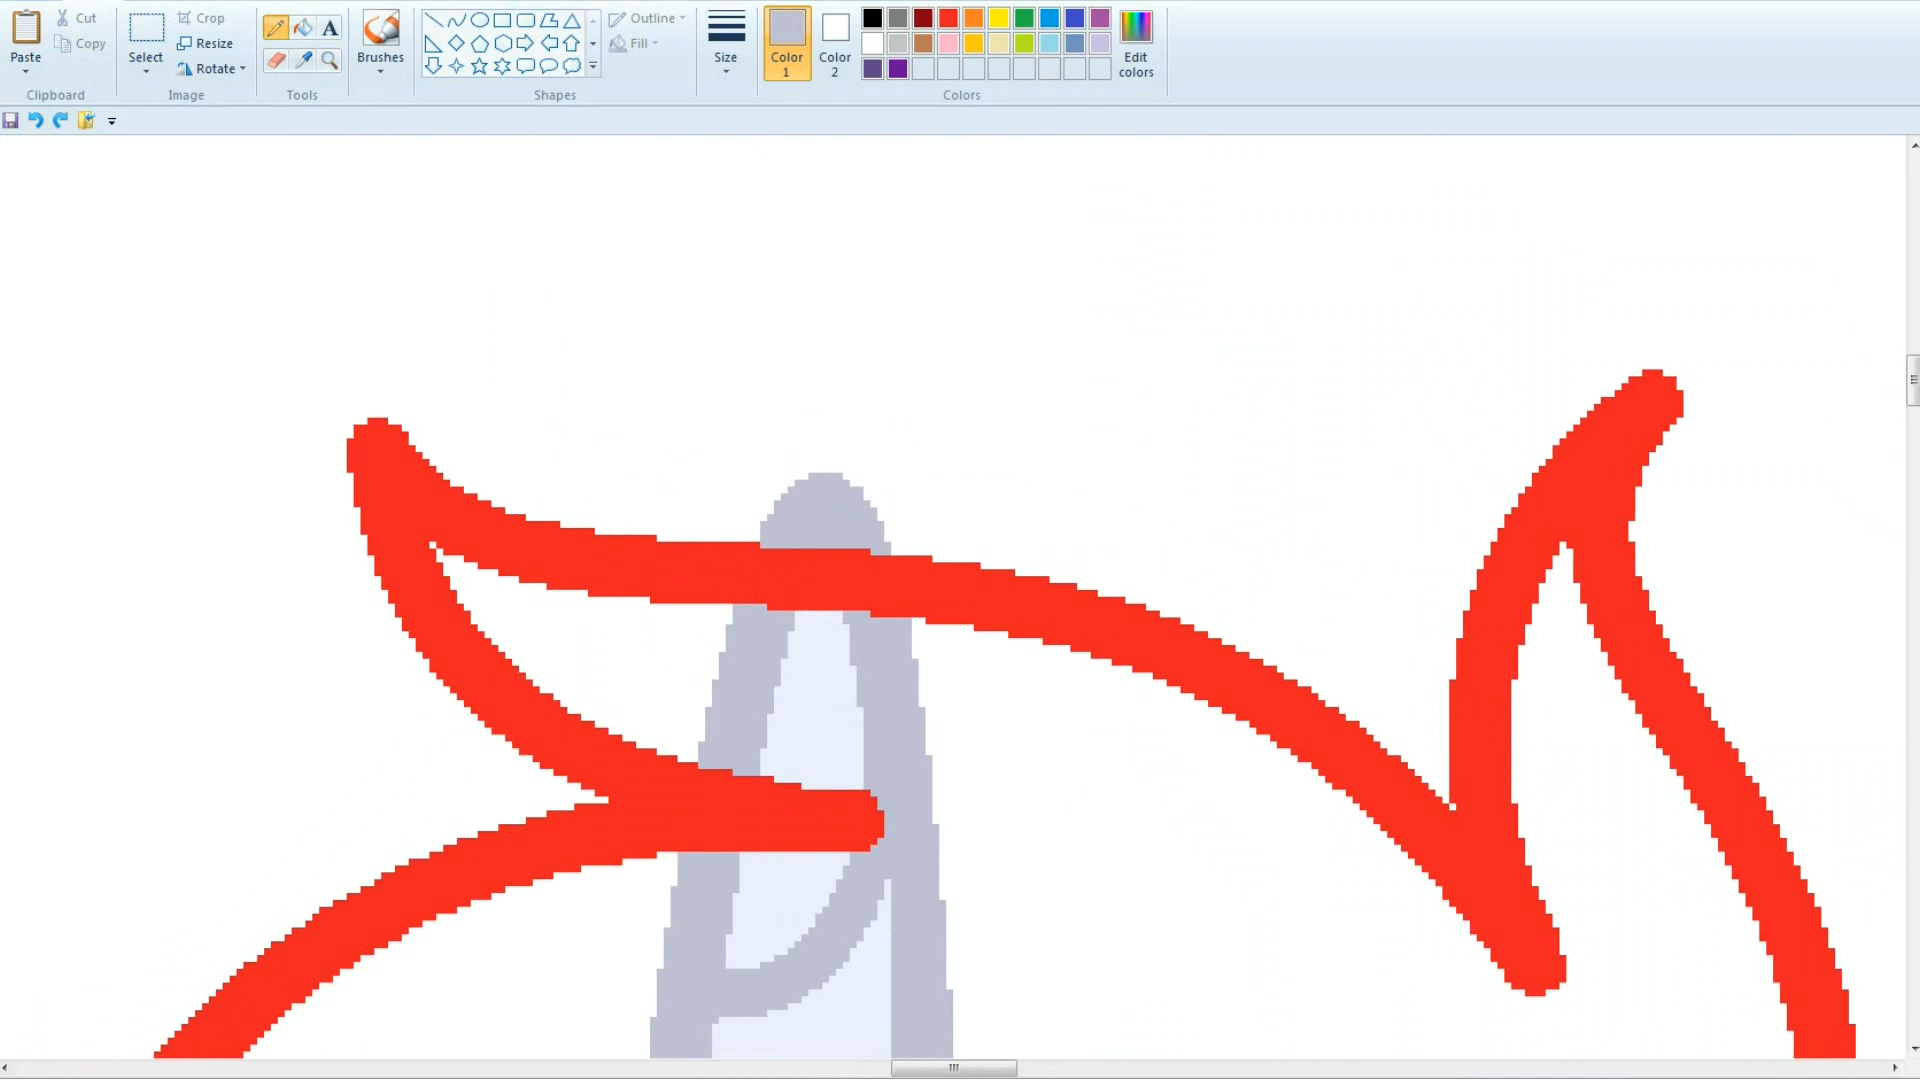 Paste
Cut
Copy
Clipboard
Select
Crop
Resize
Rotate
Image
A
Tools
Brushes
Shapes
Outline
Fill
Size
Color
1
Color
2
Edit
colors
Colors